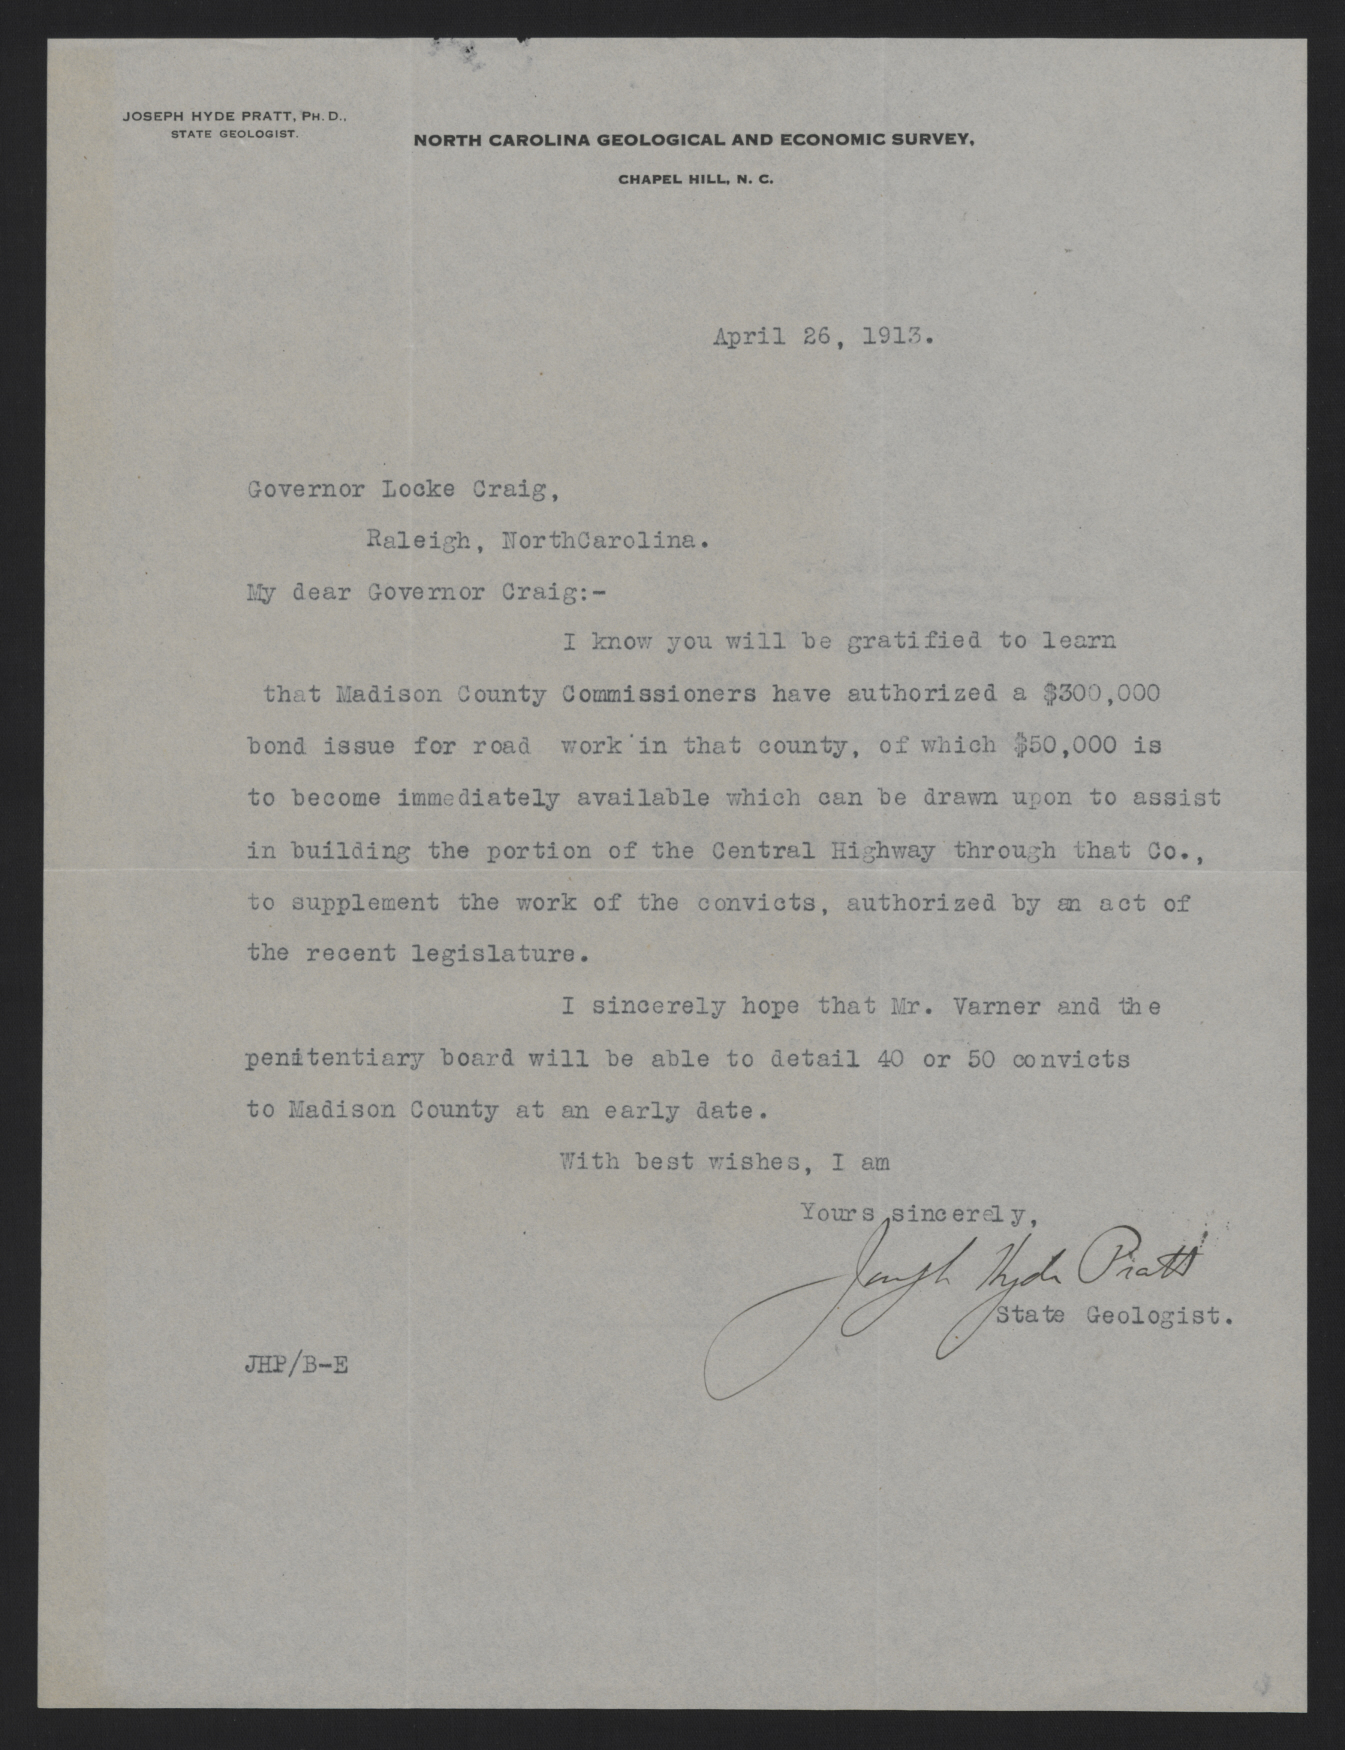 JOSEPH HYDE PRATT, PH. D.,
STATE GEOLOGIST.
NORTH CAROLINA GEOLOGICAL AND ECONOMIC SURVEY,
CHAPEL HILL, N. C.
April 26, 1913.
Governor Locke Craig,
Raleigh, NorthCarolina.
My dear Governor Craig:-
I know you will be gratified to learn
that Madison County Commissioners have authorized a $300,000
bond issue for road work in that county, of which $50,000 is
to become immediately available which can be drawn upon to assist
in building the portion of the Central Highway through that Co.,
to supplement the work of the convicts, authorized by an act of
the recent legislature.
I sincerely hope that Mr. Varner and the
penitentiary board will be able to detail 40 or 50 convicts
to Madison County at an early date.
With best wishes, I am
Yours sincerely,
Joseph Hyde Pratt
State Geologist.
JHP/B-E